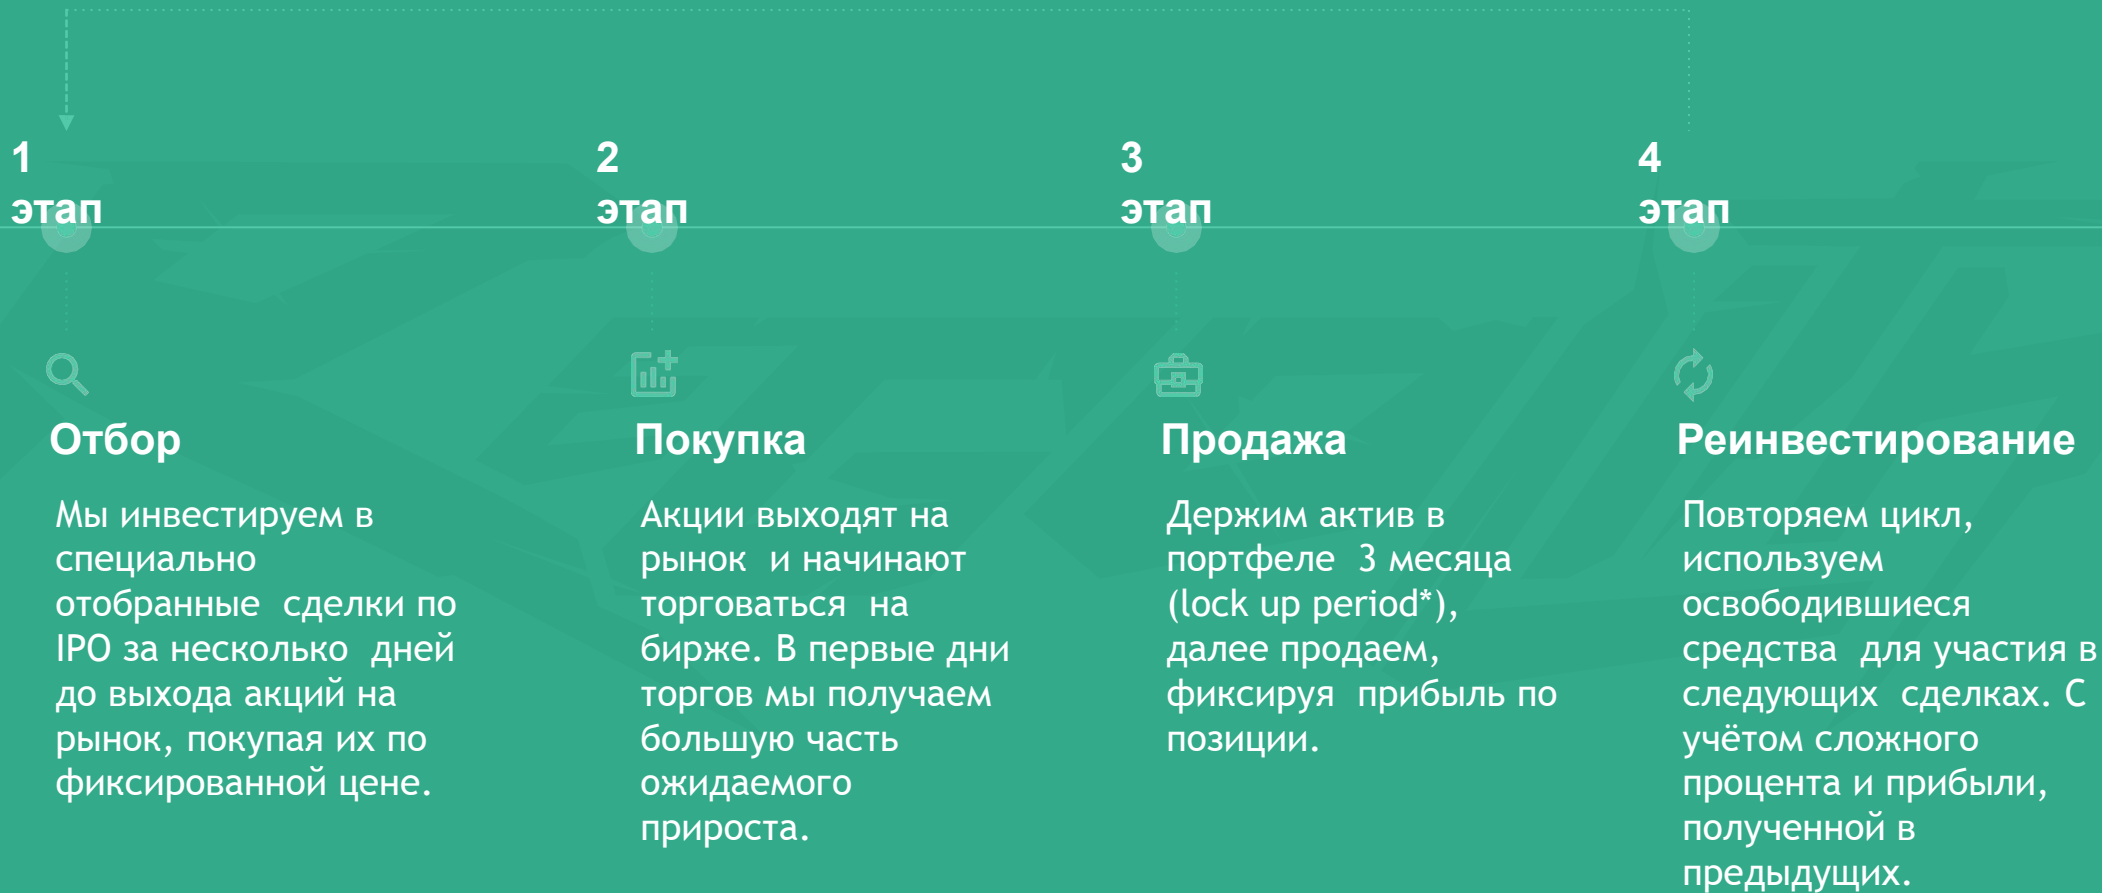 1
этап
2
этап
3
этап
4
этап
Отбор
Мы инвестируем в
специально
отобранные сделки по
IPO за несколько дней
до выхода акций на
рынок, покупая их по
фиксированной цене.
Покупка
Акции выходят на
рынок и начинают
торговаться на
бирже. В первые дни
торгов мы получаем
большую часть
ожидаемого
прироста.
Продажа
Держим актив в
портфеле 3 месяца
(lock up period*),
далее продаем,
фиксируя прибыль по
позиции.
Реинвестирование
Повторяем цикл,
используем
освободившиеся
средства для участия в
следующих сделках. С
учётом сложного
процента и прибыли,
полученной в
предыдущих.